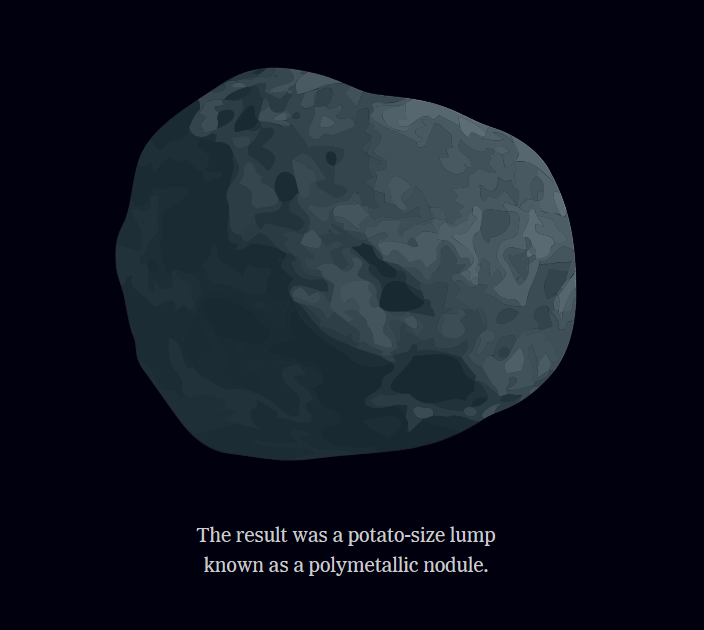 The result was a potato-size lump
known as a polymetallic nodule.